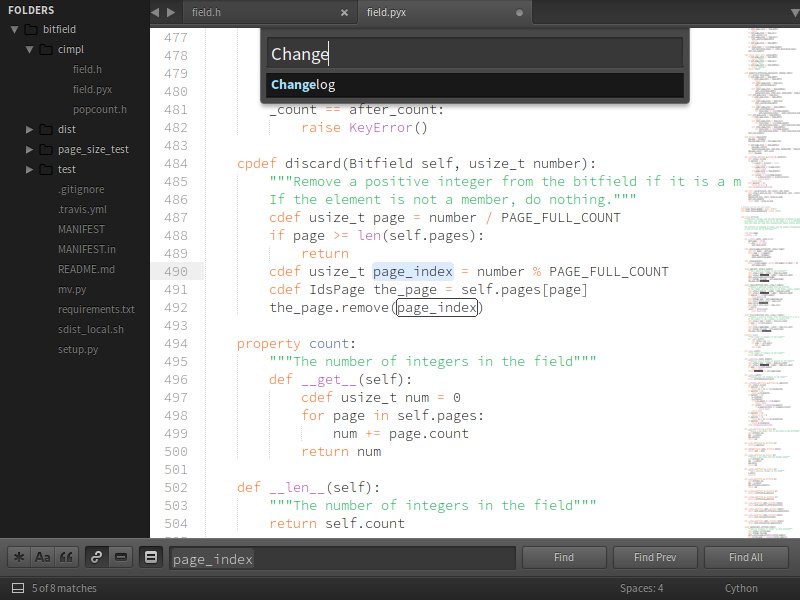 FOLDERS
bitfield
cimpl
field.h
field.pyx
popcount.h
dist
page_size_test
test
.gitignore
.travis.yml
MANIFEST
MANIFEST.in
README.md
mv.py
requirements.txt
sdist_local.sh
setup.py
field.h ×
field.pyx
Change
Changelog
477
478
479
480
481 _count == after_count:
482 raise KeyError()
483
484 cpdef discard(Bitfield self, usize_t number):
485 """Remove a positive integer from the bitfield if it is a m
486 If the element is not a member, do nothing."""
487 cdef usize_t page = number / PAGE_FULL_COUNT
488 if page >= len(self.pages):
489 return
490 cdef usize_t page_index = number % PAGE_FULL_COUNT
491 cdef IdsPage the_page = self.pages[page]
492 the_page.remove(page_index)
493
494 property count:
495 """The number of integers in the field"""
496 def __get__(self):
497 cdef usize_t num = 0
498 for page in self.pages:
499 num += page.count
500 return num
501
502 def __len__(self):
503 """The number of integers in the field"""
504 return self.count
Aa
page_index
Find
Find Prev
Find All
5 of 8 matches
Spaces: 4
Cython